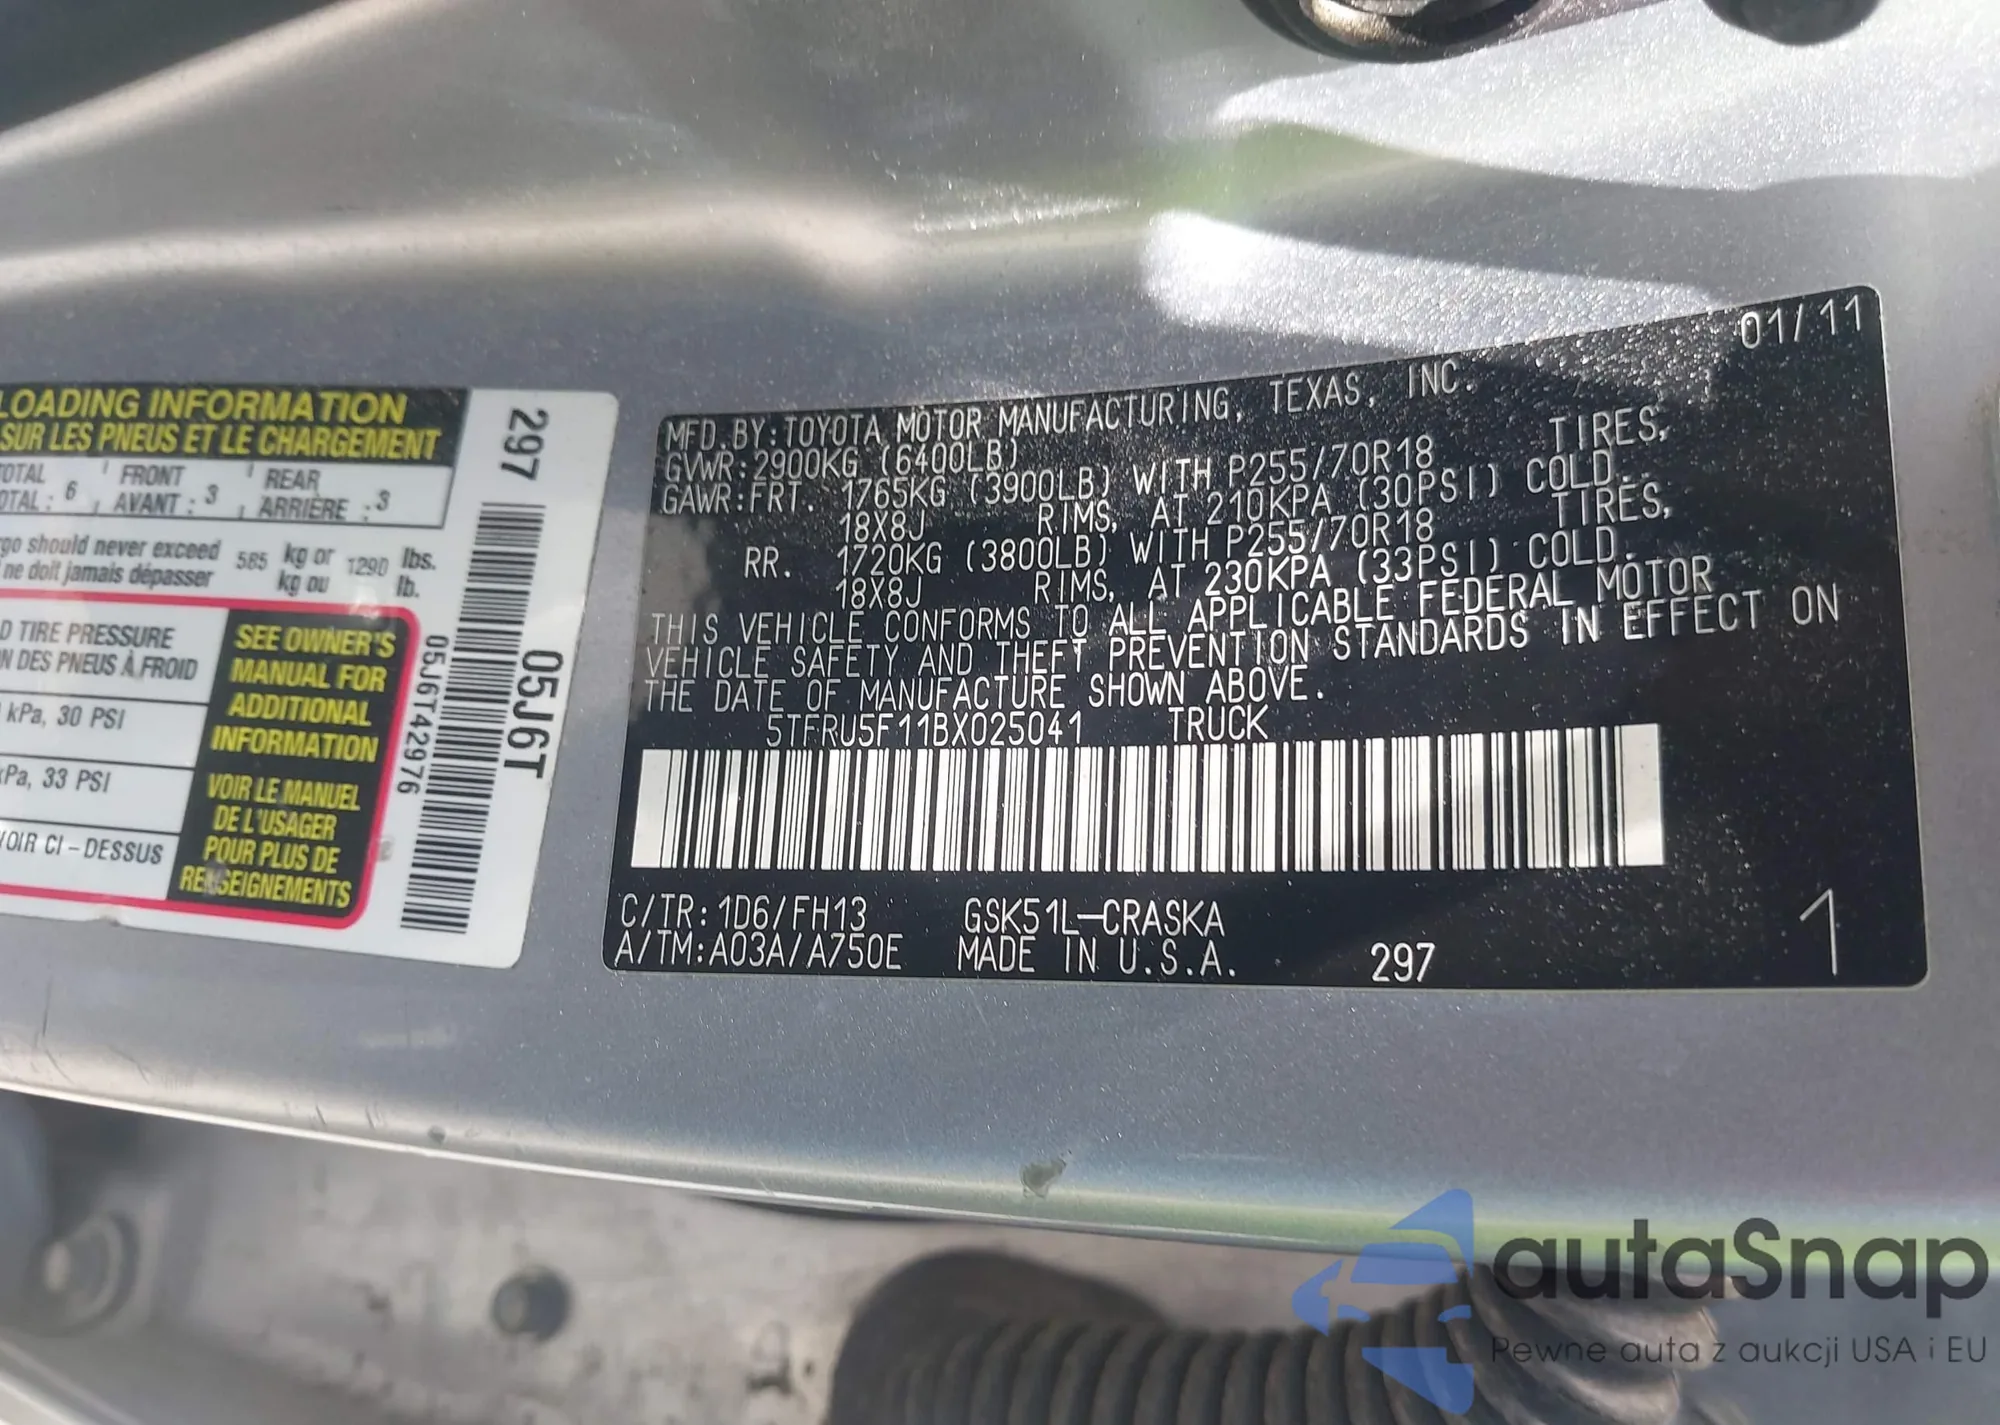 LOADING INFORMATION
SUR LES PNEUS ET LE CHARGEMENT
TOTAL FRONT REAR
TOTAL : 6 AVANT : 3 ARRIÈRE : 3
should never exceed 585 kg or 1290 lbs.
ne doit jamais dépasser kg ou lb.
TIRE PRESSURE
DES PNEUS À FROID
kPa, 30 PSI
kPa, 33 PSI
VOIR CI - DESSUS
SEE OWNER'S
MANUAL FOR
ADDITIONAL
INFORMATION
VOIR LE MANUEL
DE L'USAGER
POUR PLUS DE
RENSEIGNEMENTS
297
05J6T
05J6T42976
01/11
MFD. BY: TOYOTA MOTOR MANUFACTURING, TEXAS, INC.
GVWR: 2900KG (6400LB)
GAWR: FRT. 1765KG (3900LB) WITH P255/70R18 TIRES,
18X8J RIMS, AT 210KPA (30PSI) COLD.
RR. 1720KG (3800LB) WITH P255/70R18 TIRES,
18X8J RIMS, AT 230KPA (33PSI) COLD.
THIS VEHICLE CONFORMS TO ALL APPLICABLE FEDERAL MOTOR
VEHICLE SAFETY AND THEFT PREVENTION STANDARDS IN EFFECT ON
THE DATE OF MANUFACTURE SHOWN ABOVE.
5TFRU5F11BX025041 TRUCK
C/TR: 1D6/FH13 GSK51L-CRASKA
A/TM: A03A/A750E MADE IN U.S.A. 297
1
autaSnap
Pewne auta z aukcji USA i EU